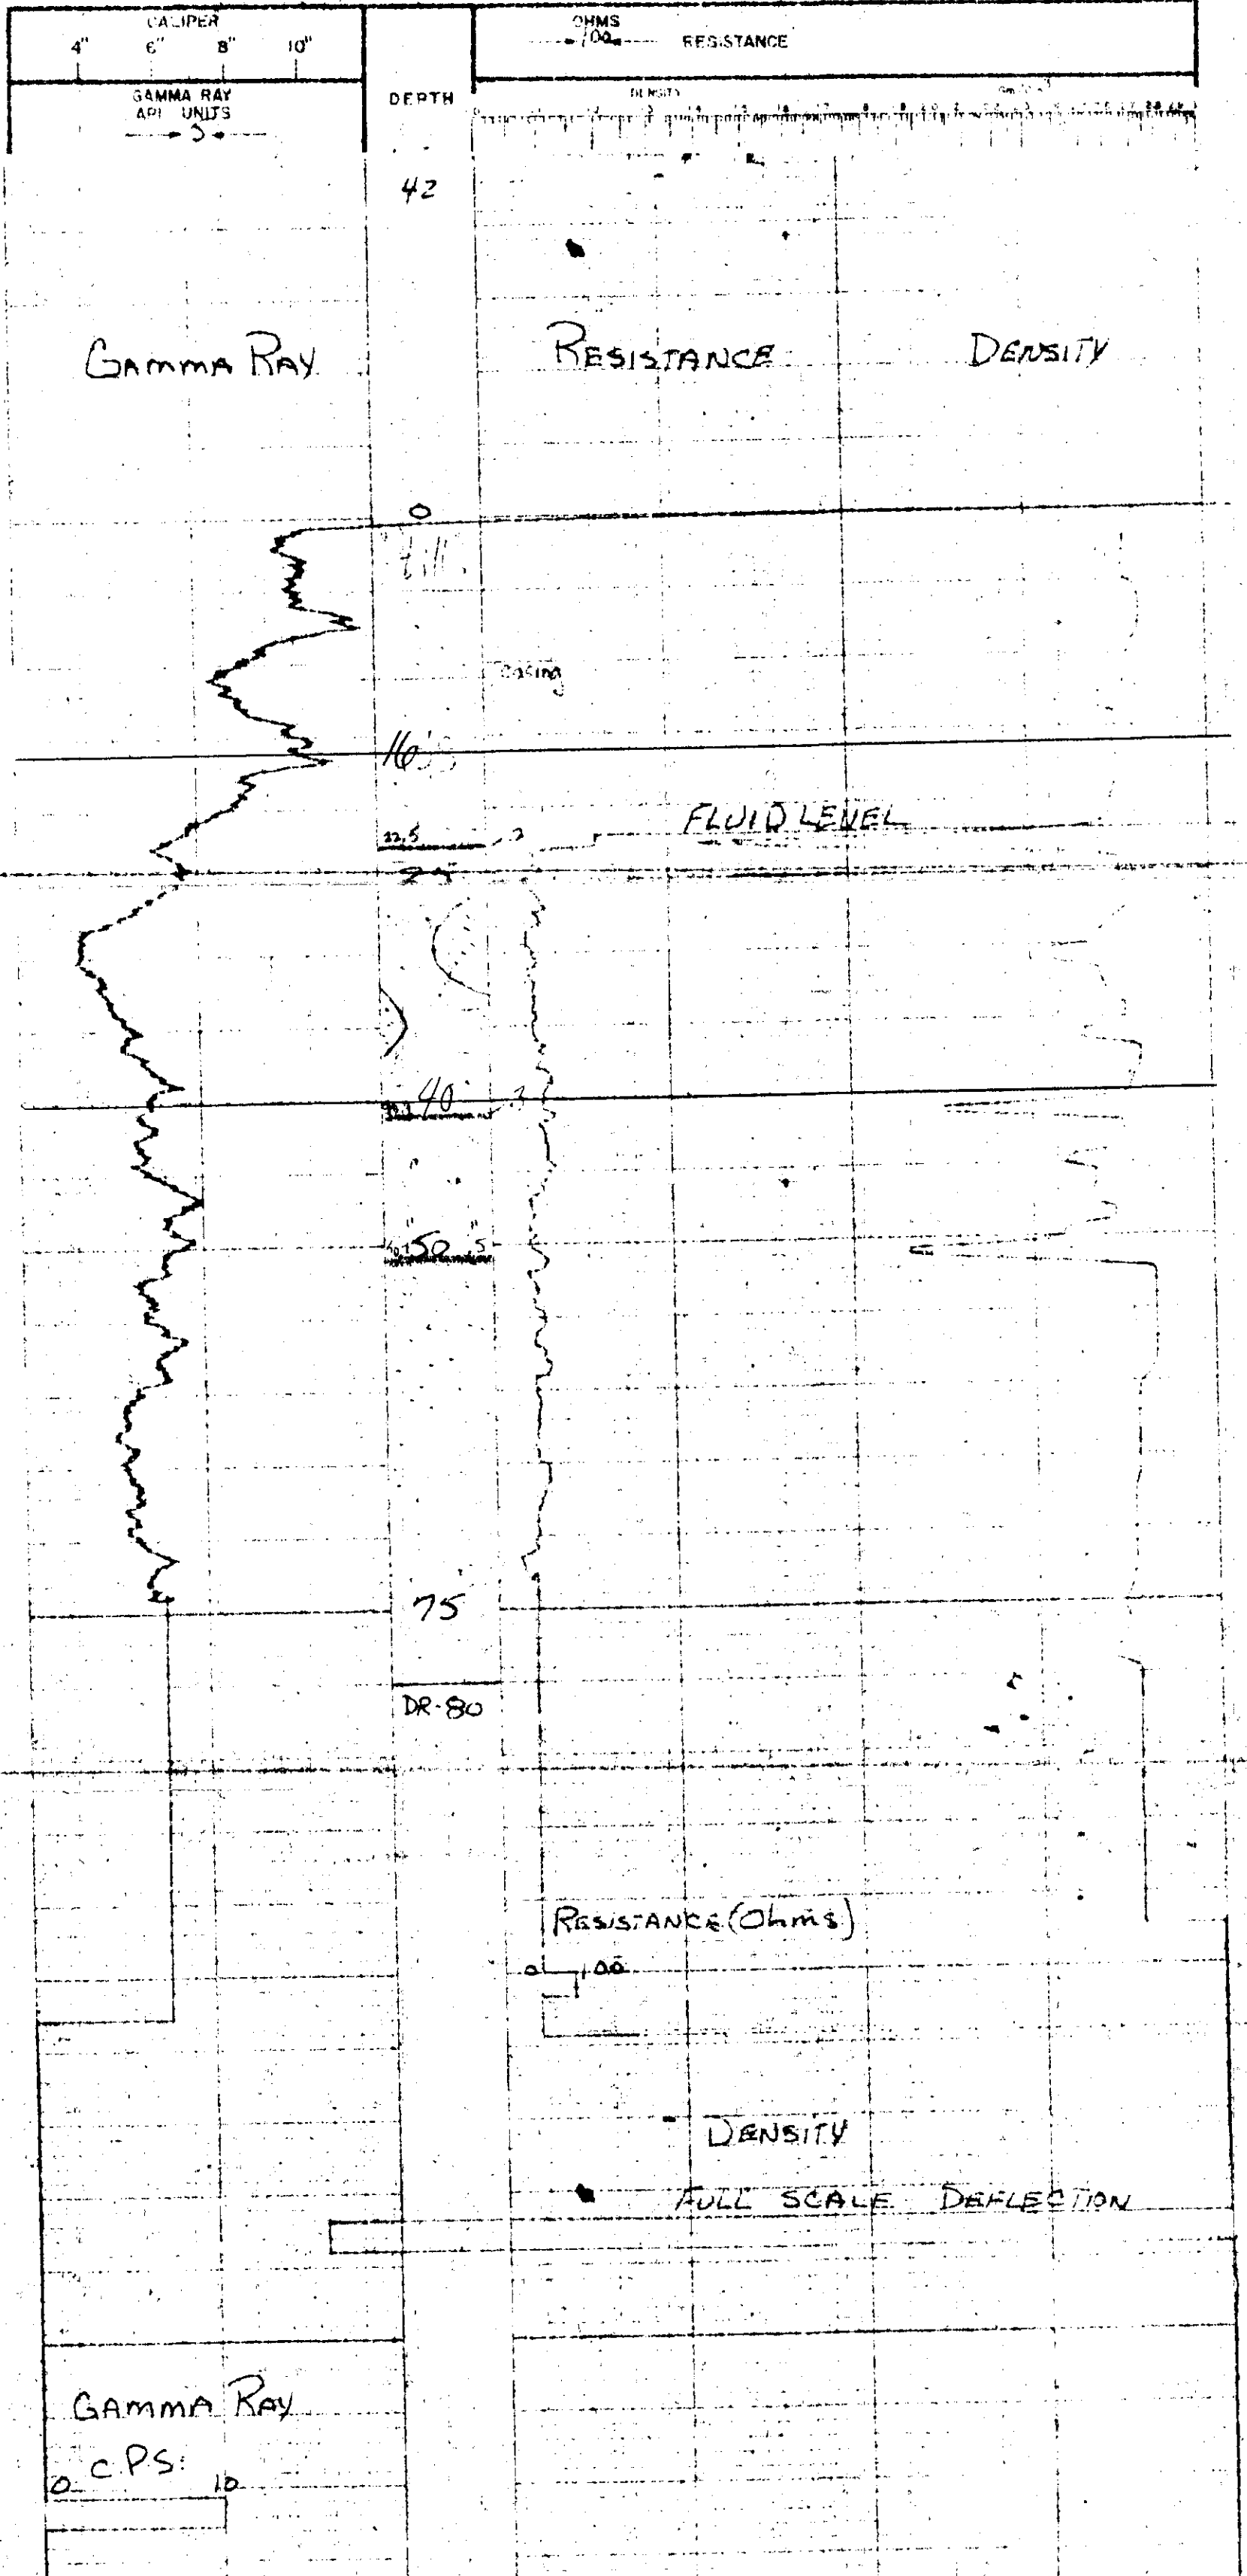 CALIPER
4" 6" 8" 10"
GAMMA RAY
API UNITS
DEPTH
OHMS
100 RESISTANCE
DENSITY
42
GAMMA RAY
RESISTANCE
DENSITY
0
till
Casing
16
FLUID LEVEL
22.5
25
40
50
75
DR-80
RESISTANCE (Ohms)
0 100
DENSITY
FULL SCALE DEFLECTION
GAMMA RAY
C.P.S.
0 10